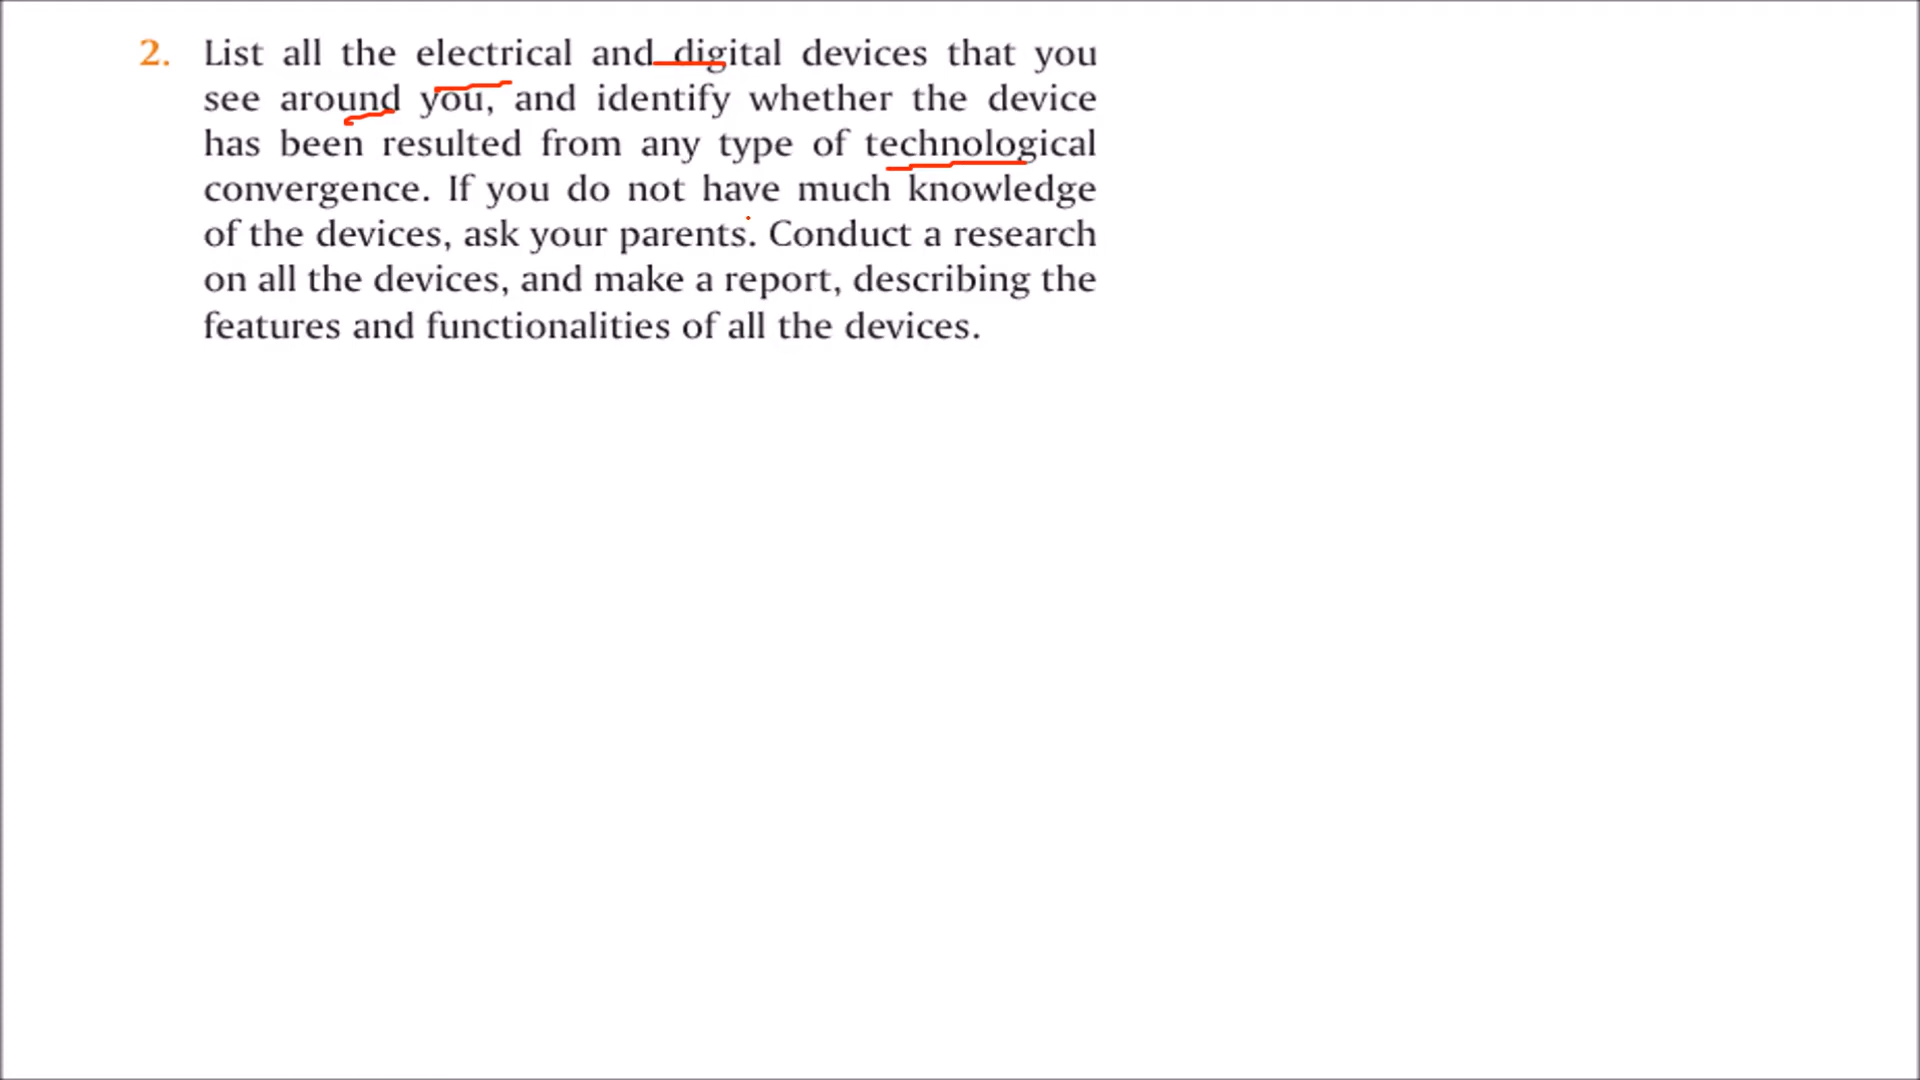 2. List all the electrical and digital devices that you
see around you, and identify whether the device
has been resulted from any type of technological
convergence. If you do not have much knowledge
of the devices, ask your parents. Conduct a research
on all the devices, and make a report, describing the
features and functionalities of all the devices.